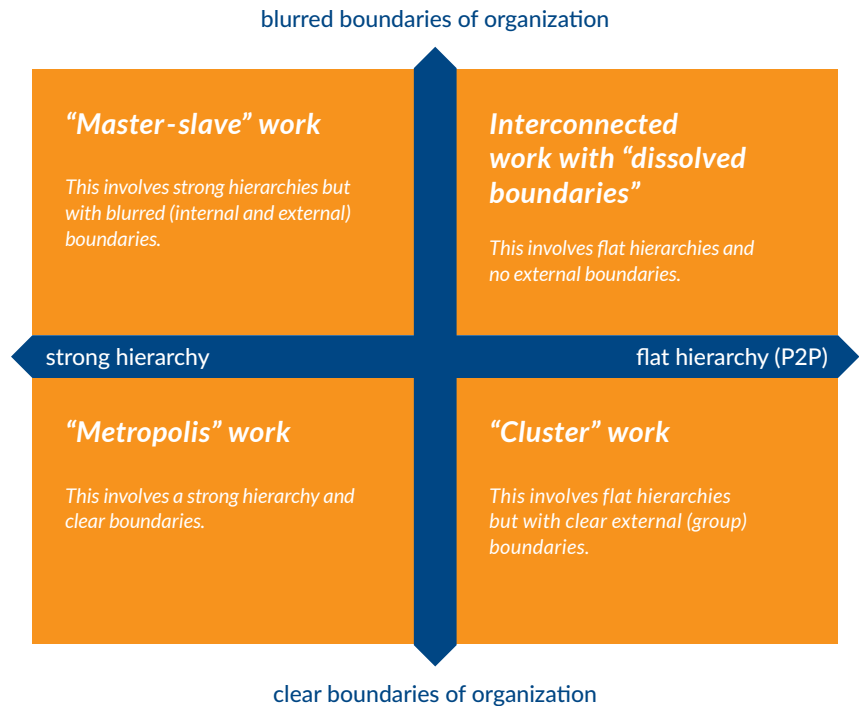 blurred boundaries of organization
“Master-slave” work
This involves strong hierarchies but
with blurred (internal and external)
boundaries.
Interconnected
work with “dissolved
boundaries”
This involves flat hierarchies and
no external boundaries.
strong hierarchy
flat hierarchy (P2P)
“Metropolis” work
This involves a strong hierarchy and
clear boundaries.
“Cluster” work
This involves flat hierarchies
but with clear external (group)
boundaries.
clear boundaries of organization